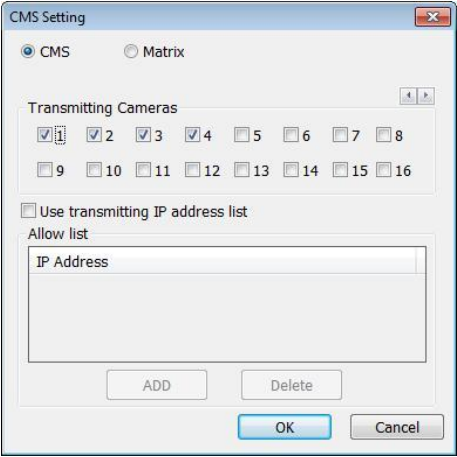 CMS Setting
CMS Matrix
Transmitting Cameras
1 2 3 4 5 6 7 8
9 10 11 12 13 14 15 16
Use transmitting IP address list
Allow list
IP Address
ADD Delete
OK Cancel